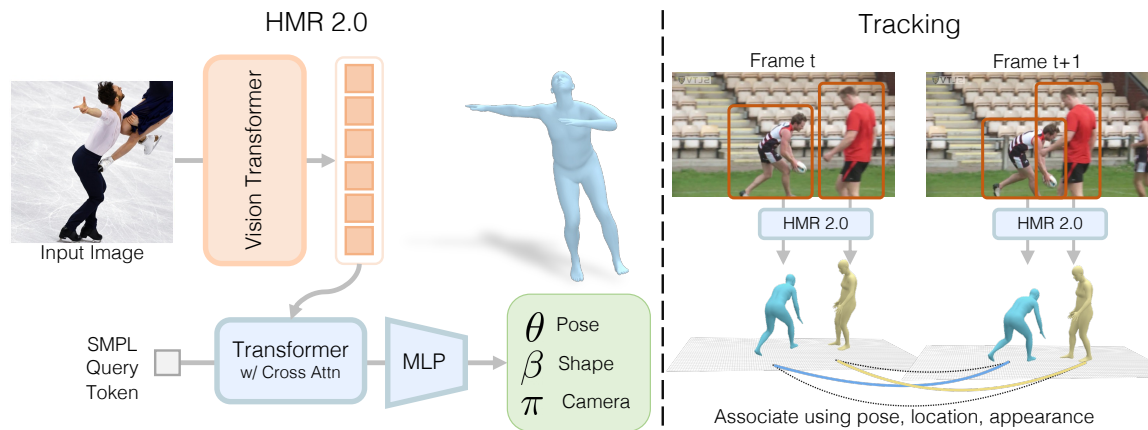 HMR 2.0
Vision Transformer
Input Image
SMPL
Query
Token
Transformer
w/ Cross Attn
MLP
θ Pose
β Shape
π Camera
Tracking
Frame t
Frame t+1
HMR 2.0
HMR 2.0
Associate using pose, location, appearance